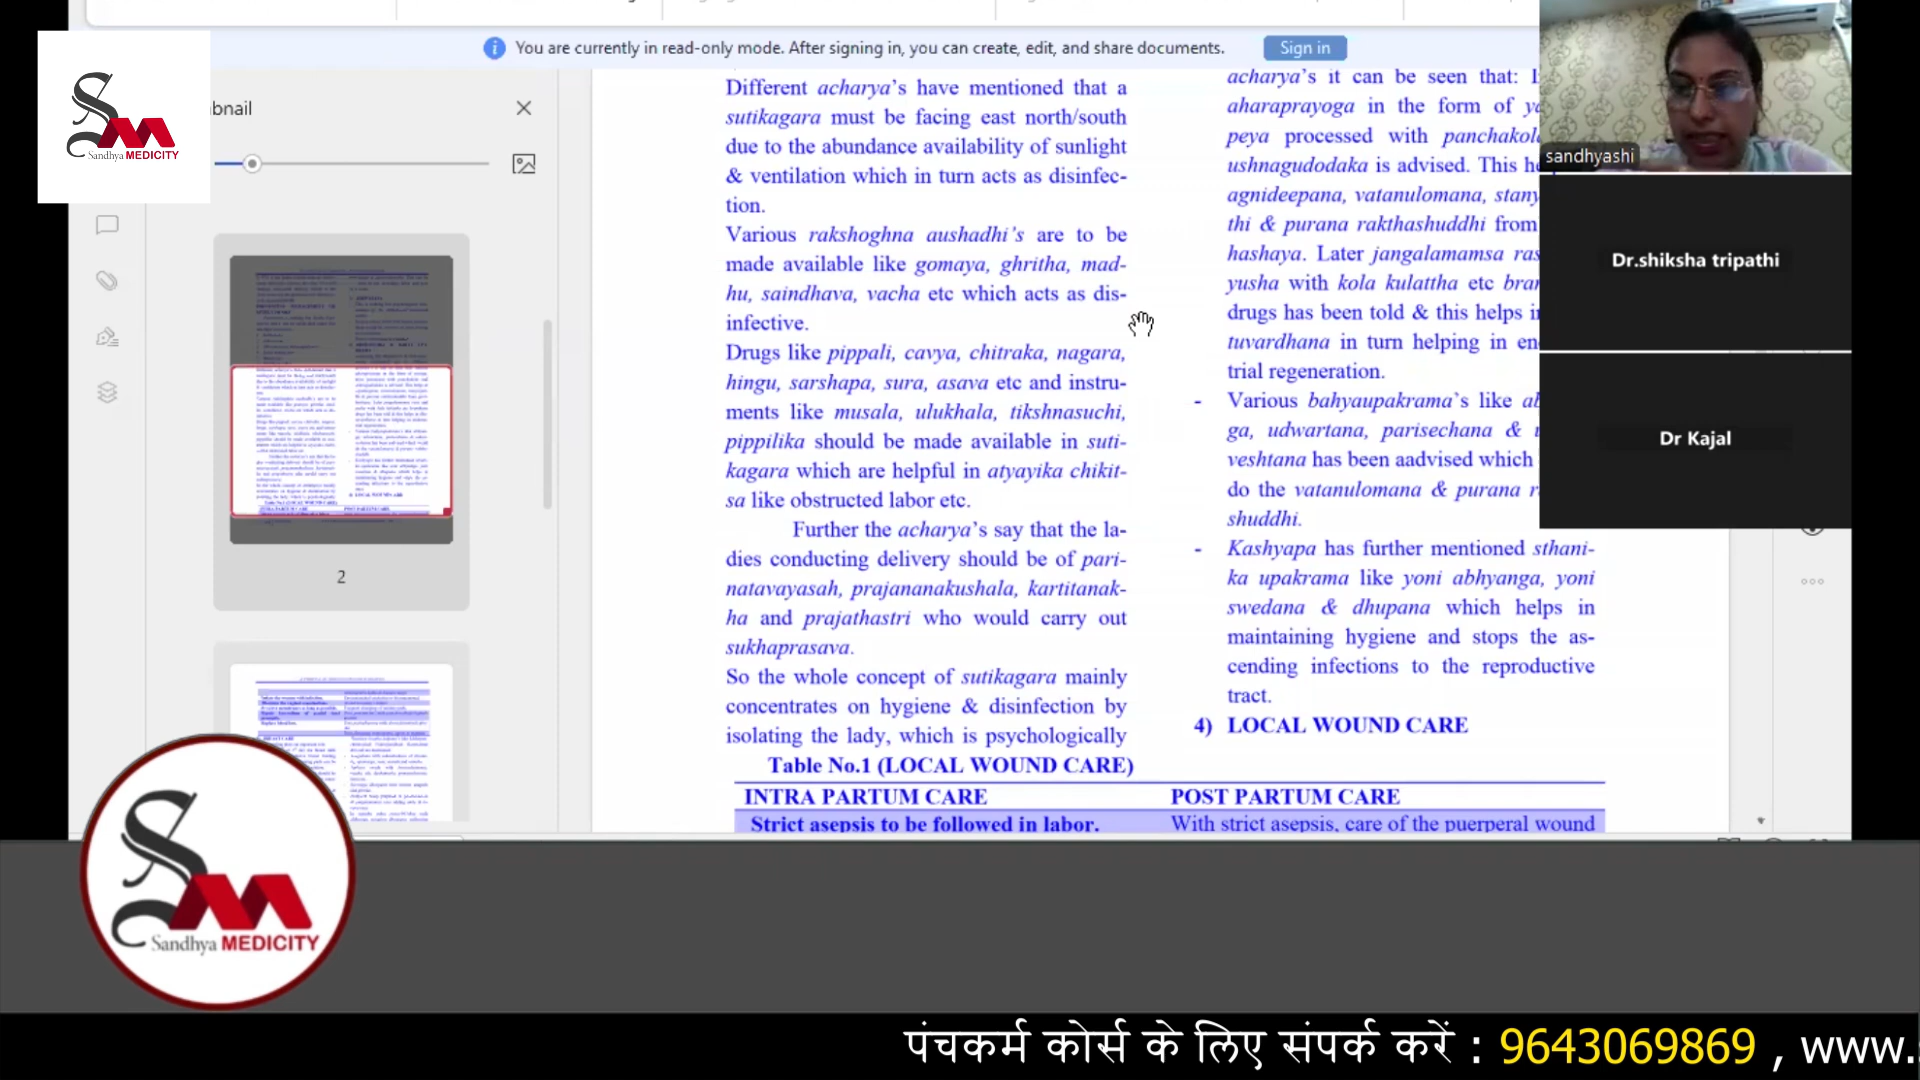 You are currently in read-only mode. After signing in, you can create, edit, and share documents.
Sign in
S
SM
Sandhya MEDICITY
bnail
2
Different acharya's have mentioned that a
sutikagara must be facing east north/south
due to the abundance availability of sunlight
& ventilation which in turn acts as disinfec-
tion.
Various rakshoghna aushadhi's are to be
made available like gomaya, ghritha, mad-
hu, saindhava, vacha etc which acts as dis-
infective.
Drugs like pippali, cavya, chitraka, nagara,
hingu, sarshapa, sura, asava etc and instru-
ments like musala, ulukhala, tikshnasuchi,
pippilika should be made available in suti-
kagara which are helpful in atyayika chikit-
sa like obstructed labor etc.
Further the acharya's say that the la-
dies conducting delivery should be of pari-
natavayasah, prajananakushala, kartitanak-
ha and prajathastri who would carry out
sukhaprasava.
So the whole concept of sutikagara mainly
concentrates on hygiene & disinfection by
isolating the lady, which is psychologically
acharya's it can be seen that:
aharaprayoga in the form of
peya processed with panchakol
ushnagudodaka is advised. This
agnideepana, vatanulomana, stany
thi & purana rakthashuddhi from
hashaya. Later jangalamamsa ras
yusha with kola kulattha etc bra
drugs has been told & this helps
tuvardhana in turn helping in en
trial regeneration.
- Various bahyaupakrama's like
ga, udwartana, parisechana &
veshtana has been aadvised which
do the vatanulomana & purana
shuddhi.
- Kashyapa has further mentioned sthani-
ka upakrama like yoni abhyanga, yoni
swedana & dhupana which helps in
maintaining hygiene and stops the as-
cending infections to the reproductive
tract.
4) LOCAL WOUND CARE
Table No.1 (LOCAL WOUND CARE)
INTRA PARTUM CARE POST PARTUM CARE
Strict asepsis to be followed in labor. With strict asepsis, care of the puerperal wound
sandhyashi
Dr.shiksha tripathi
Dr Kajal
SM
Sandhya MEDICITY
पंचकर्म कोर्स के लिए संपर्क करें : 9643069869 , www.